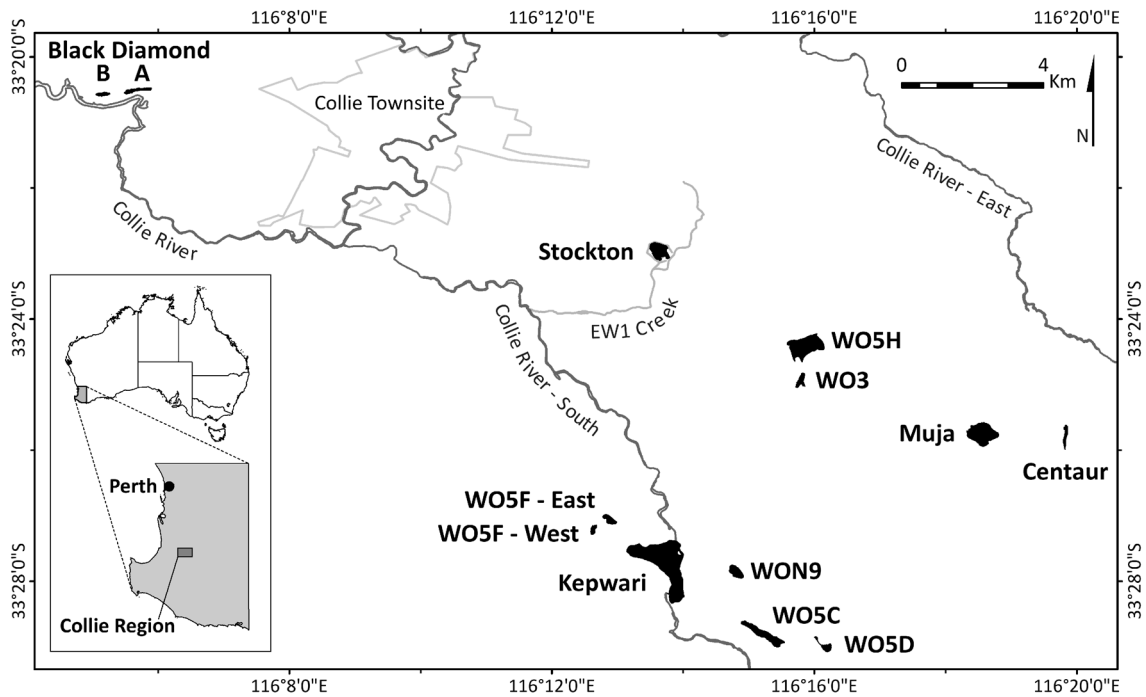 116°8'0"E 116°12'0"E 116°16'0"E 116°20'0"E
33°20'0"S
Black Diamond
B A
Collie Townsite
0 4
Km
N
Collie River - East
Collie River
Stockton
33°24'0"S 33°24'0"S
EW1 Creek
Collie River - South
WO5H
WO3
Muja
Centaur
Perth
WO5F - East
WO5F - West
Kepwari
WON9
33°28'0"S 33°28'0"S
WO5C
Collie Region
WO5D
116°8'0"E 116°12'0"E 116°16'0"E 116°20'0"E